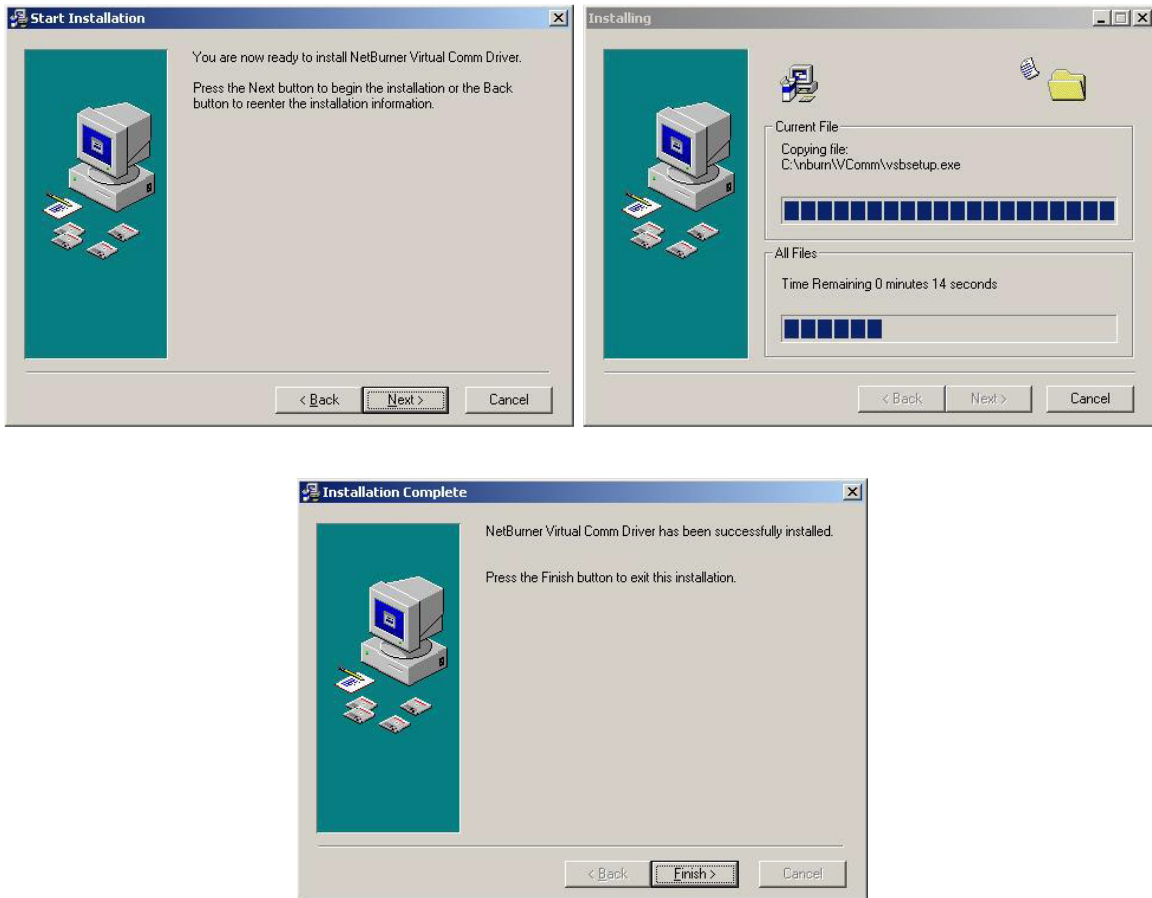 Start Installation
You are now ready to install NetBurner Virtual Comm Driver.
Press the Next button to begin the installation or the Back
button to reenter the installation information.
< Back
Next >
Cancel
Installing
Current File
Copying file:
C:\nburn\VComm\vsbsetup.exe
All Files
Time Remaining 0 minutes 14 seconds
< Back
Next >
Cancel
Installation Complete
NetBurner Virtual Comm Driver has been successfully installed.
Press the Finish button to exit this installation.
< Back
Finish >
Cancel